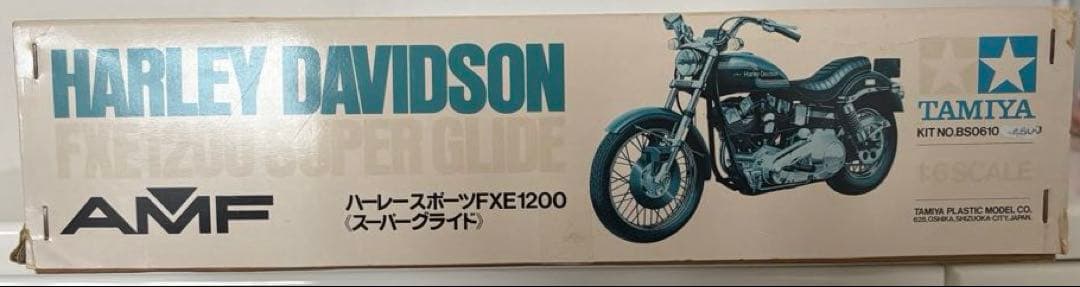 HARLEY DAVIDSON
FXE1200 SUPER GLIDE
AMF
ハーレースポーツFXE1200
《スーパーグライド》
Harley-Davidson
TAMIYA
KIT NO.BS0610
1:6 SCALE
TAMIYA PLASTIC MODEL CO.
628, OSHIKA, SHIZUOKA-CITY, JAPAN.